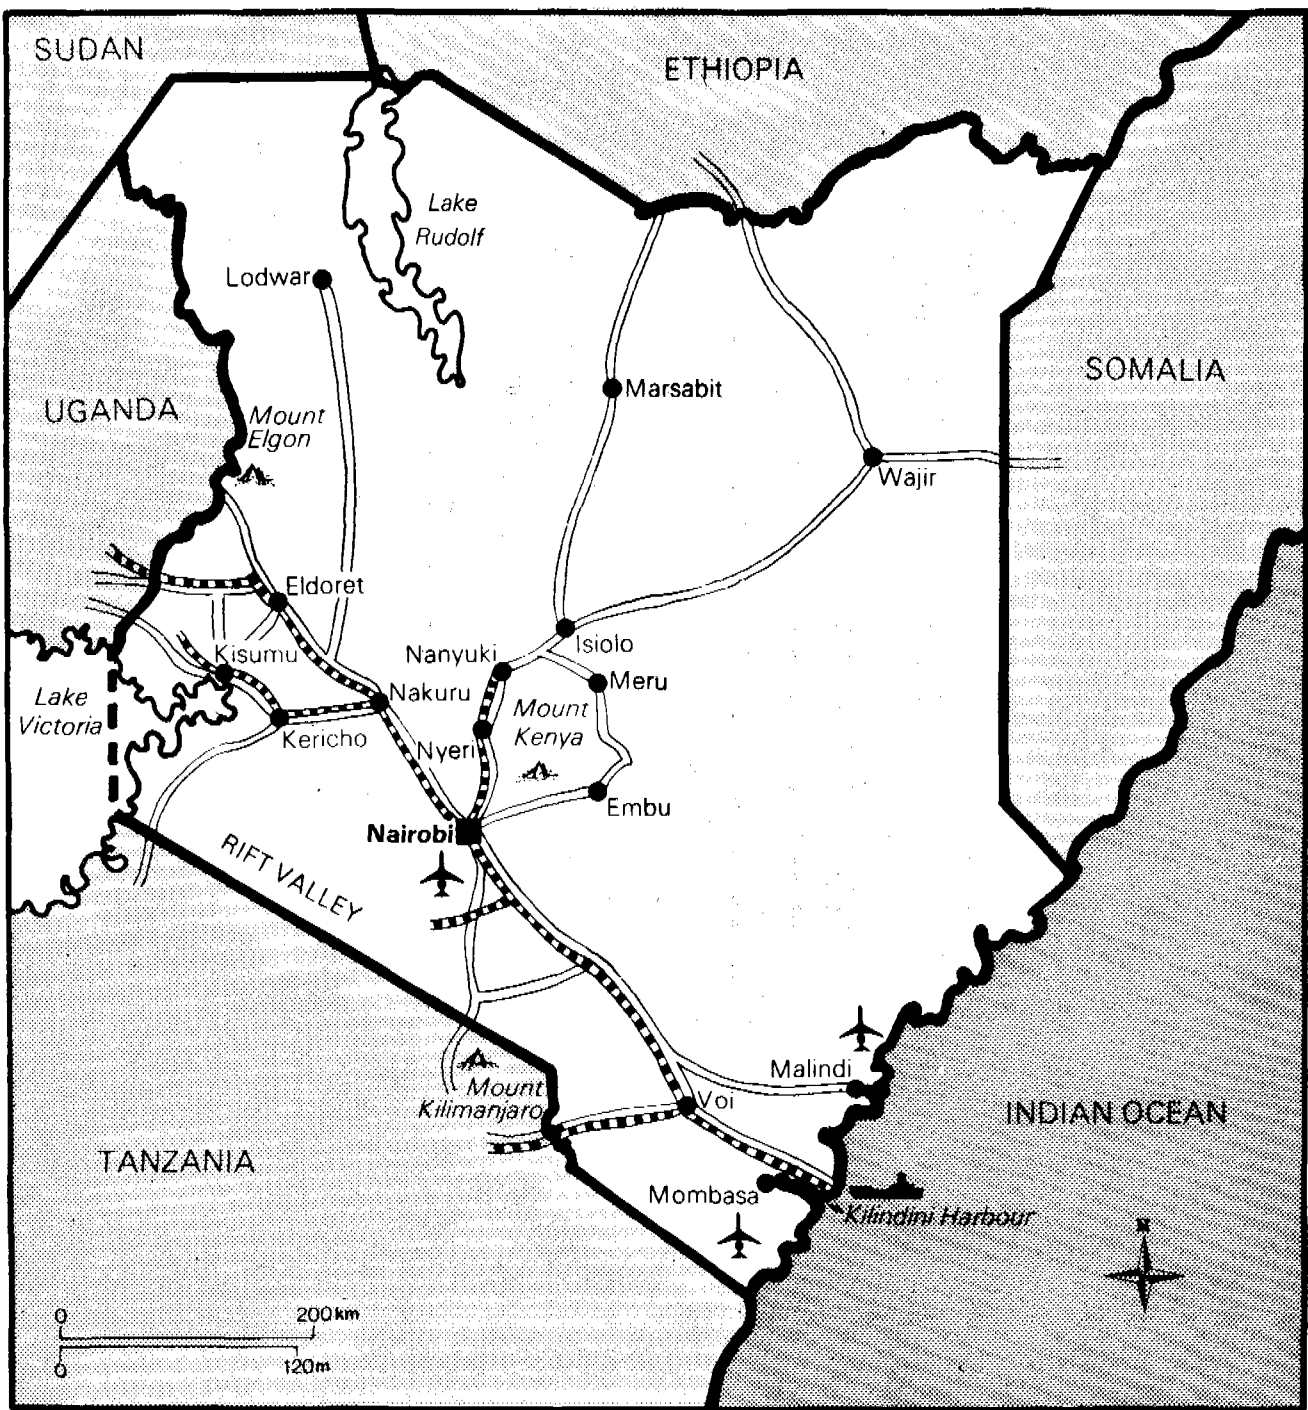 SUDAN
ETHIOPIA
Lake
Rudolf
Lodwar
SOMALIA
Marsabit
UGANDA
Mount
Elgon
Wajir
Eldoret
Isiolo
Kisumu
Nanyuki
Meru
Lake
Victoria
Nakuru
Mount
Kenya
Kericho
Nyeri
Embu
Nairobi
RIFT VALLEY
Malindi
Mount
Kilimanjaro
Voi
INDIAN OCEAN
TANZANIA
Mombasa
Kilindini Harbour
N
0 200km
0 120m